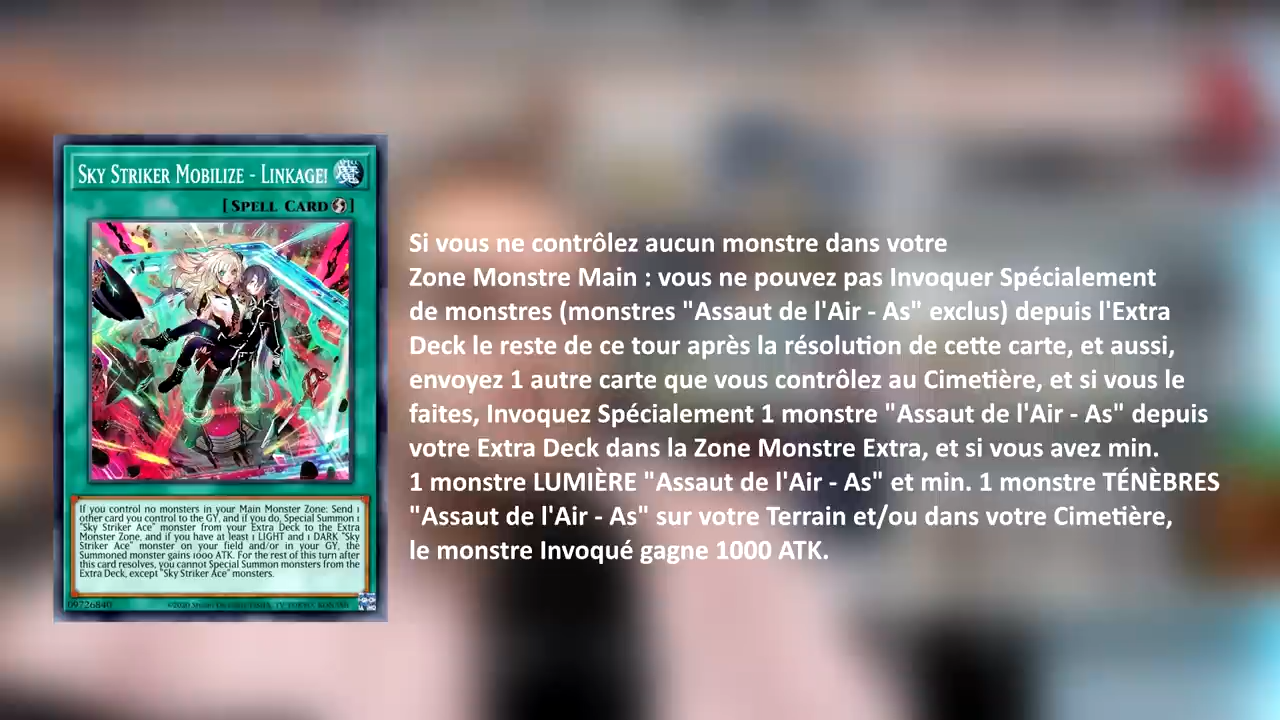 SKY STRIKER MOBILIZE - LINKAGE!
[SPELL CARD]
If you control no monsters in your Main Monster Zone: Send 1
other card you control to the GY, and if you do, Special Summon 1
"Sky Striker Ace" monster from your Extra Deck to the Extra
Monster Zone, and if you have at least 1 LIGHT and 1 DARK "Sky
Striker Ace" monster on your field and/or in your GY, the
Summoned monster gains 1000 ATK. For the rest of this turn after
this card resolves, you cannot Special Summon monsters from the
Extra Deck, except "Sky Striker Ace" monsters.
09726840
Si vous ne contrôlez aucun monstre dans votre
Zone Monstre Main : vous ne pouvez pas Invoquer Spécialement
de monstres (monstres "Assaut de l'Air - As" exclus) depuis l'Extra
Deck le reste de ce tour après la résolution de cette carte, et aussi,
envoyez 1 autre carte que vous contrôlez au Cimetière, et si vous le
faites, Invoquez Spécialement 1 monstre "Assaut de l'Air - As" depuis
votre Extra Deck dans la Zone Monstre Extra, et si vous avez min.
1 monstre LUMIÈRE "Assaut de l'Air - As" et min. 1 monstre TÉNÈBRES
"Assaut de l'Air - As" sur votre Terrain et/ou dans votre Cimetière,
le monstre Invoqué gagne 1000 ATK.